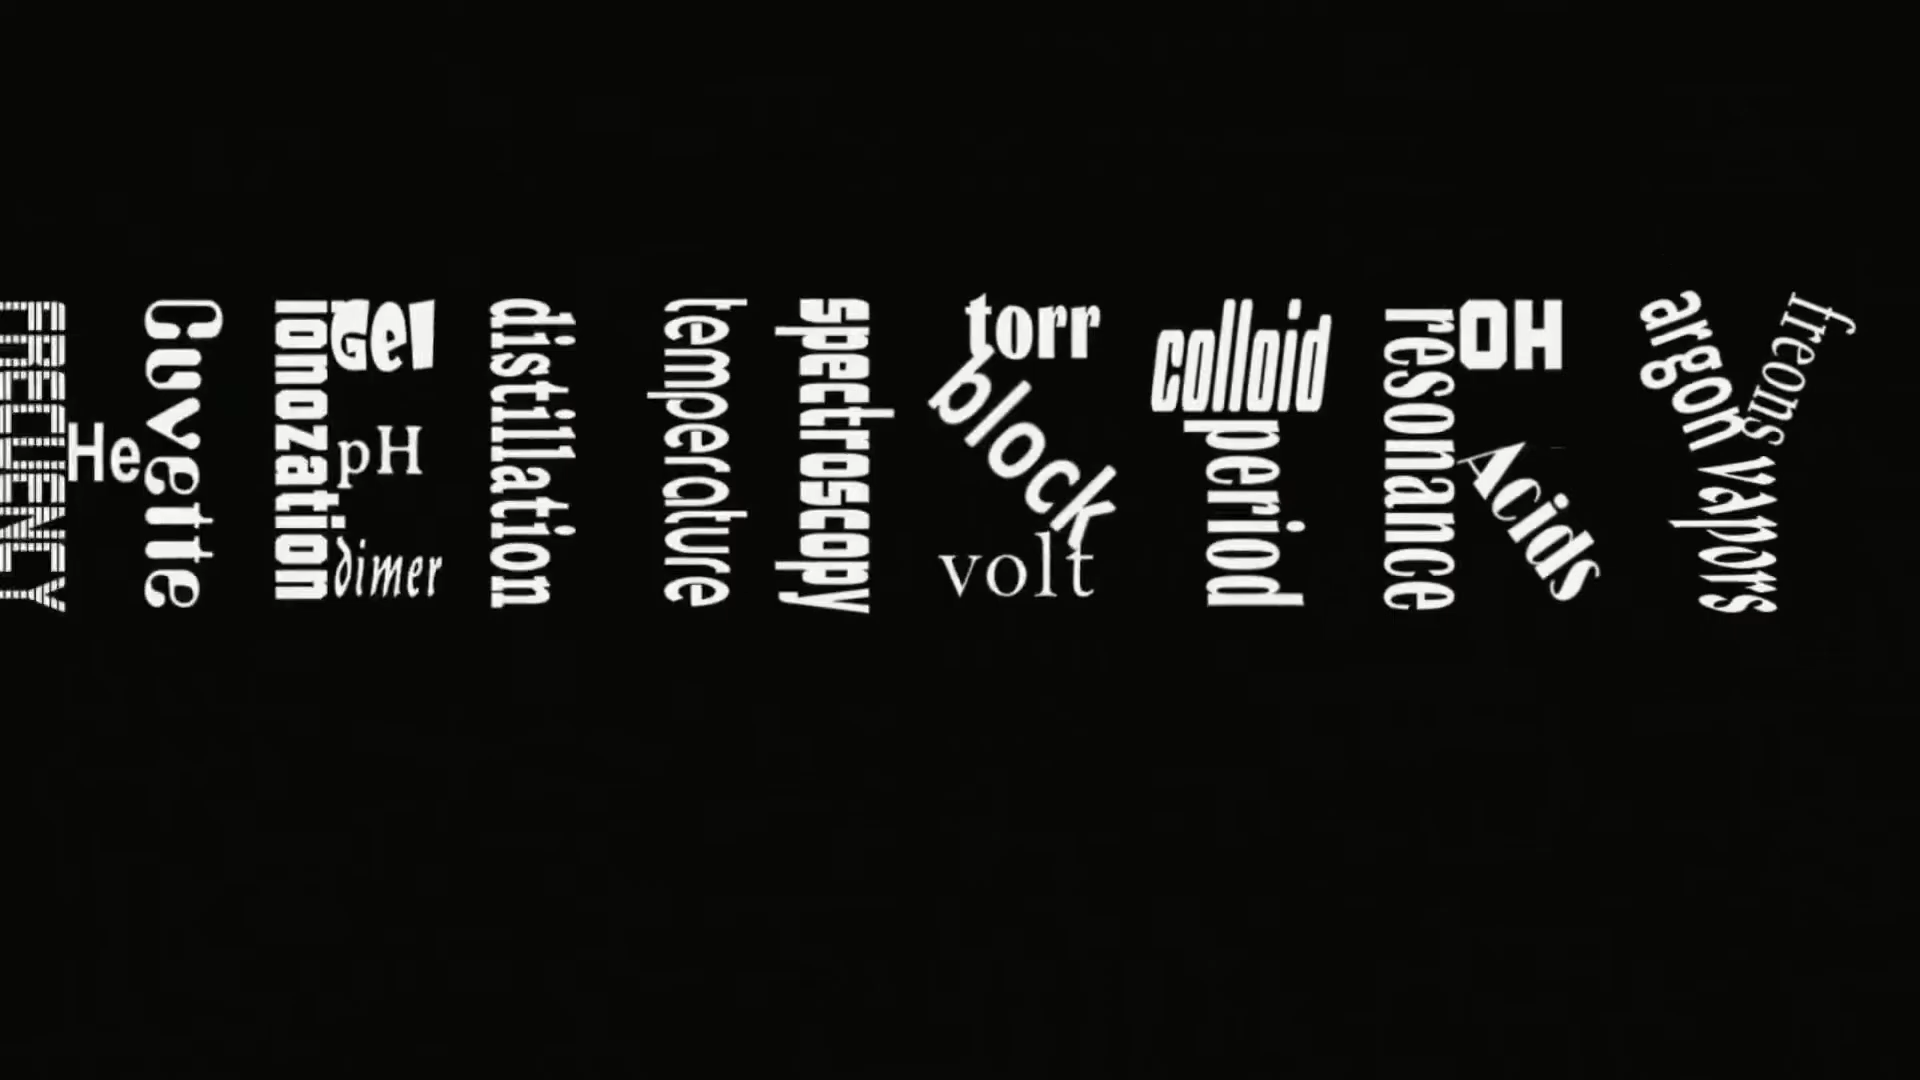 FREQUENCY
He
Cuvette
Ionozation
Gel
pH
dimer
distillation
temperature
spectroscopy
torr
block
volt
colloid
period
resonance
OH
Acids
argon
freons
vapors